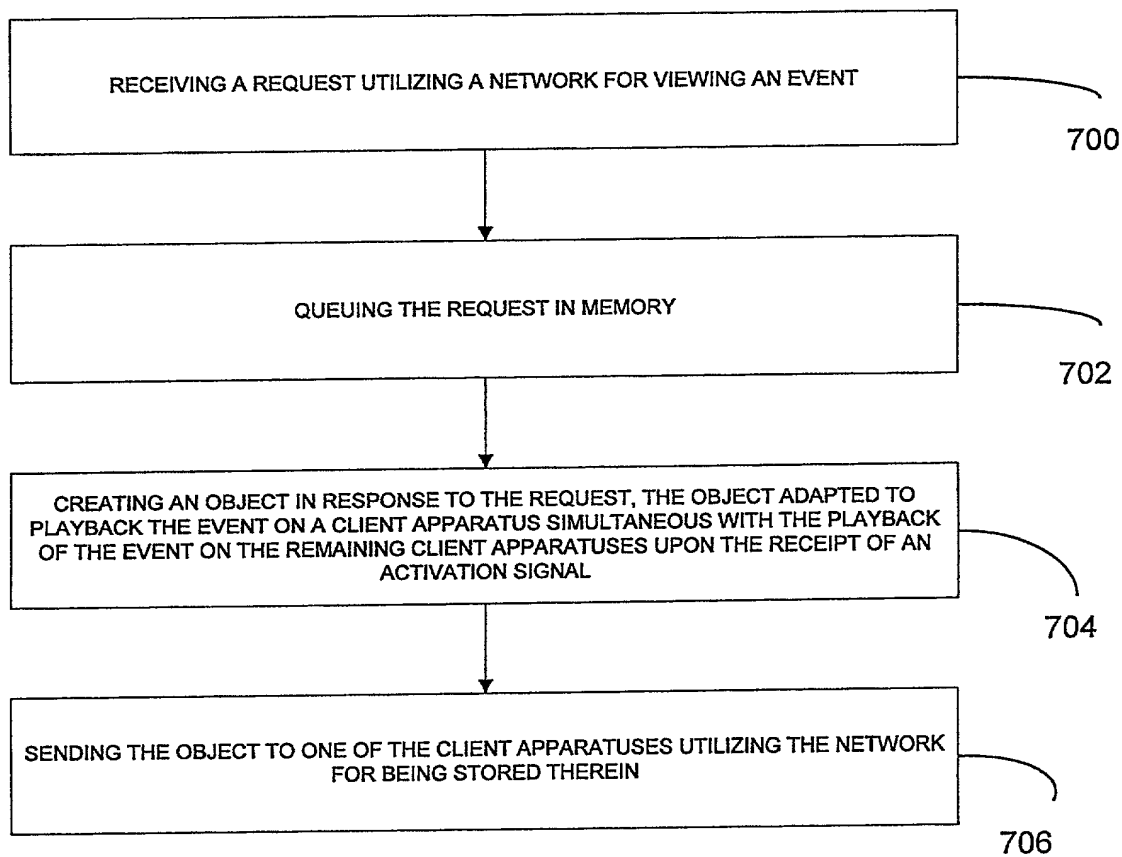 RECEIVING A REQUEST UTILIZING A NETWORK FOR VIEWING AN EVENT
700
QUEUING THE REQUEST IN MEMORY
702
CREATING AN OBJECT IN RESPONSE TO THE REQUEST, THE OBJECT ADAPTED TO
PLAYBACK THE EVENT ON A CLIENT APPARATUS SIMULTANEOUS WITH THE PLAYBACK
OF THE EVENT ON THE REMAINING CLIENT APPARATUSES UPON THE RECEIPT OF AN
ACTIVATION SIGNAL
704
SENDING THE OBJECT TO ONE OF THE CLIENT APPARATUSES UTILIZING THE NETWORK
FOR BEING STORED THEREIN
706